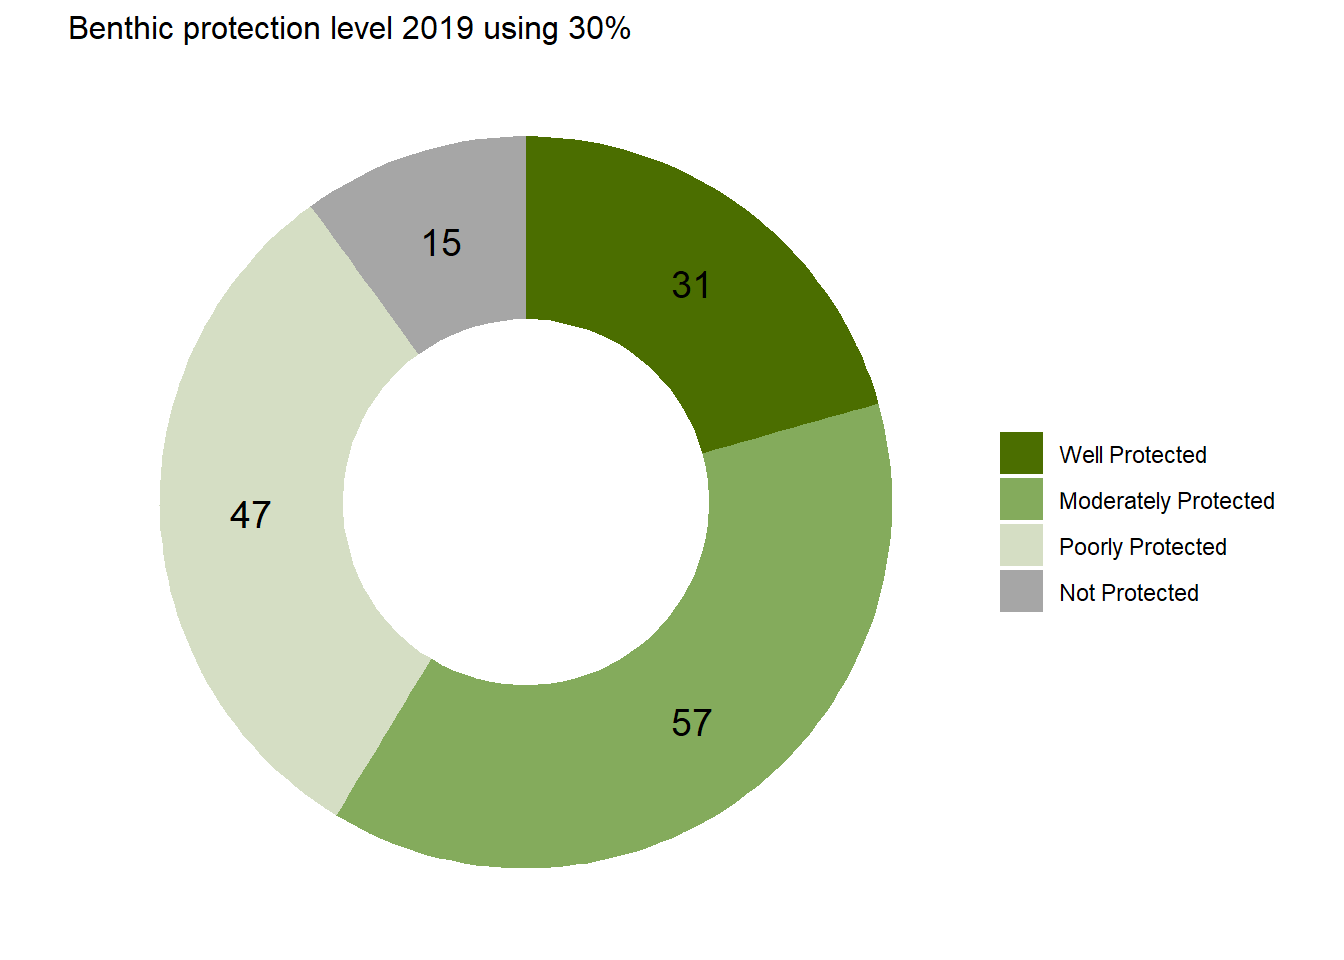 Benthic protection level 2019 using 30%
15
31
47
57
Well Protected
Moderately Protected
Poorly Protected
Not Protected